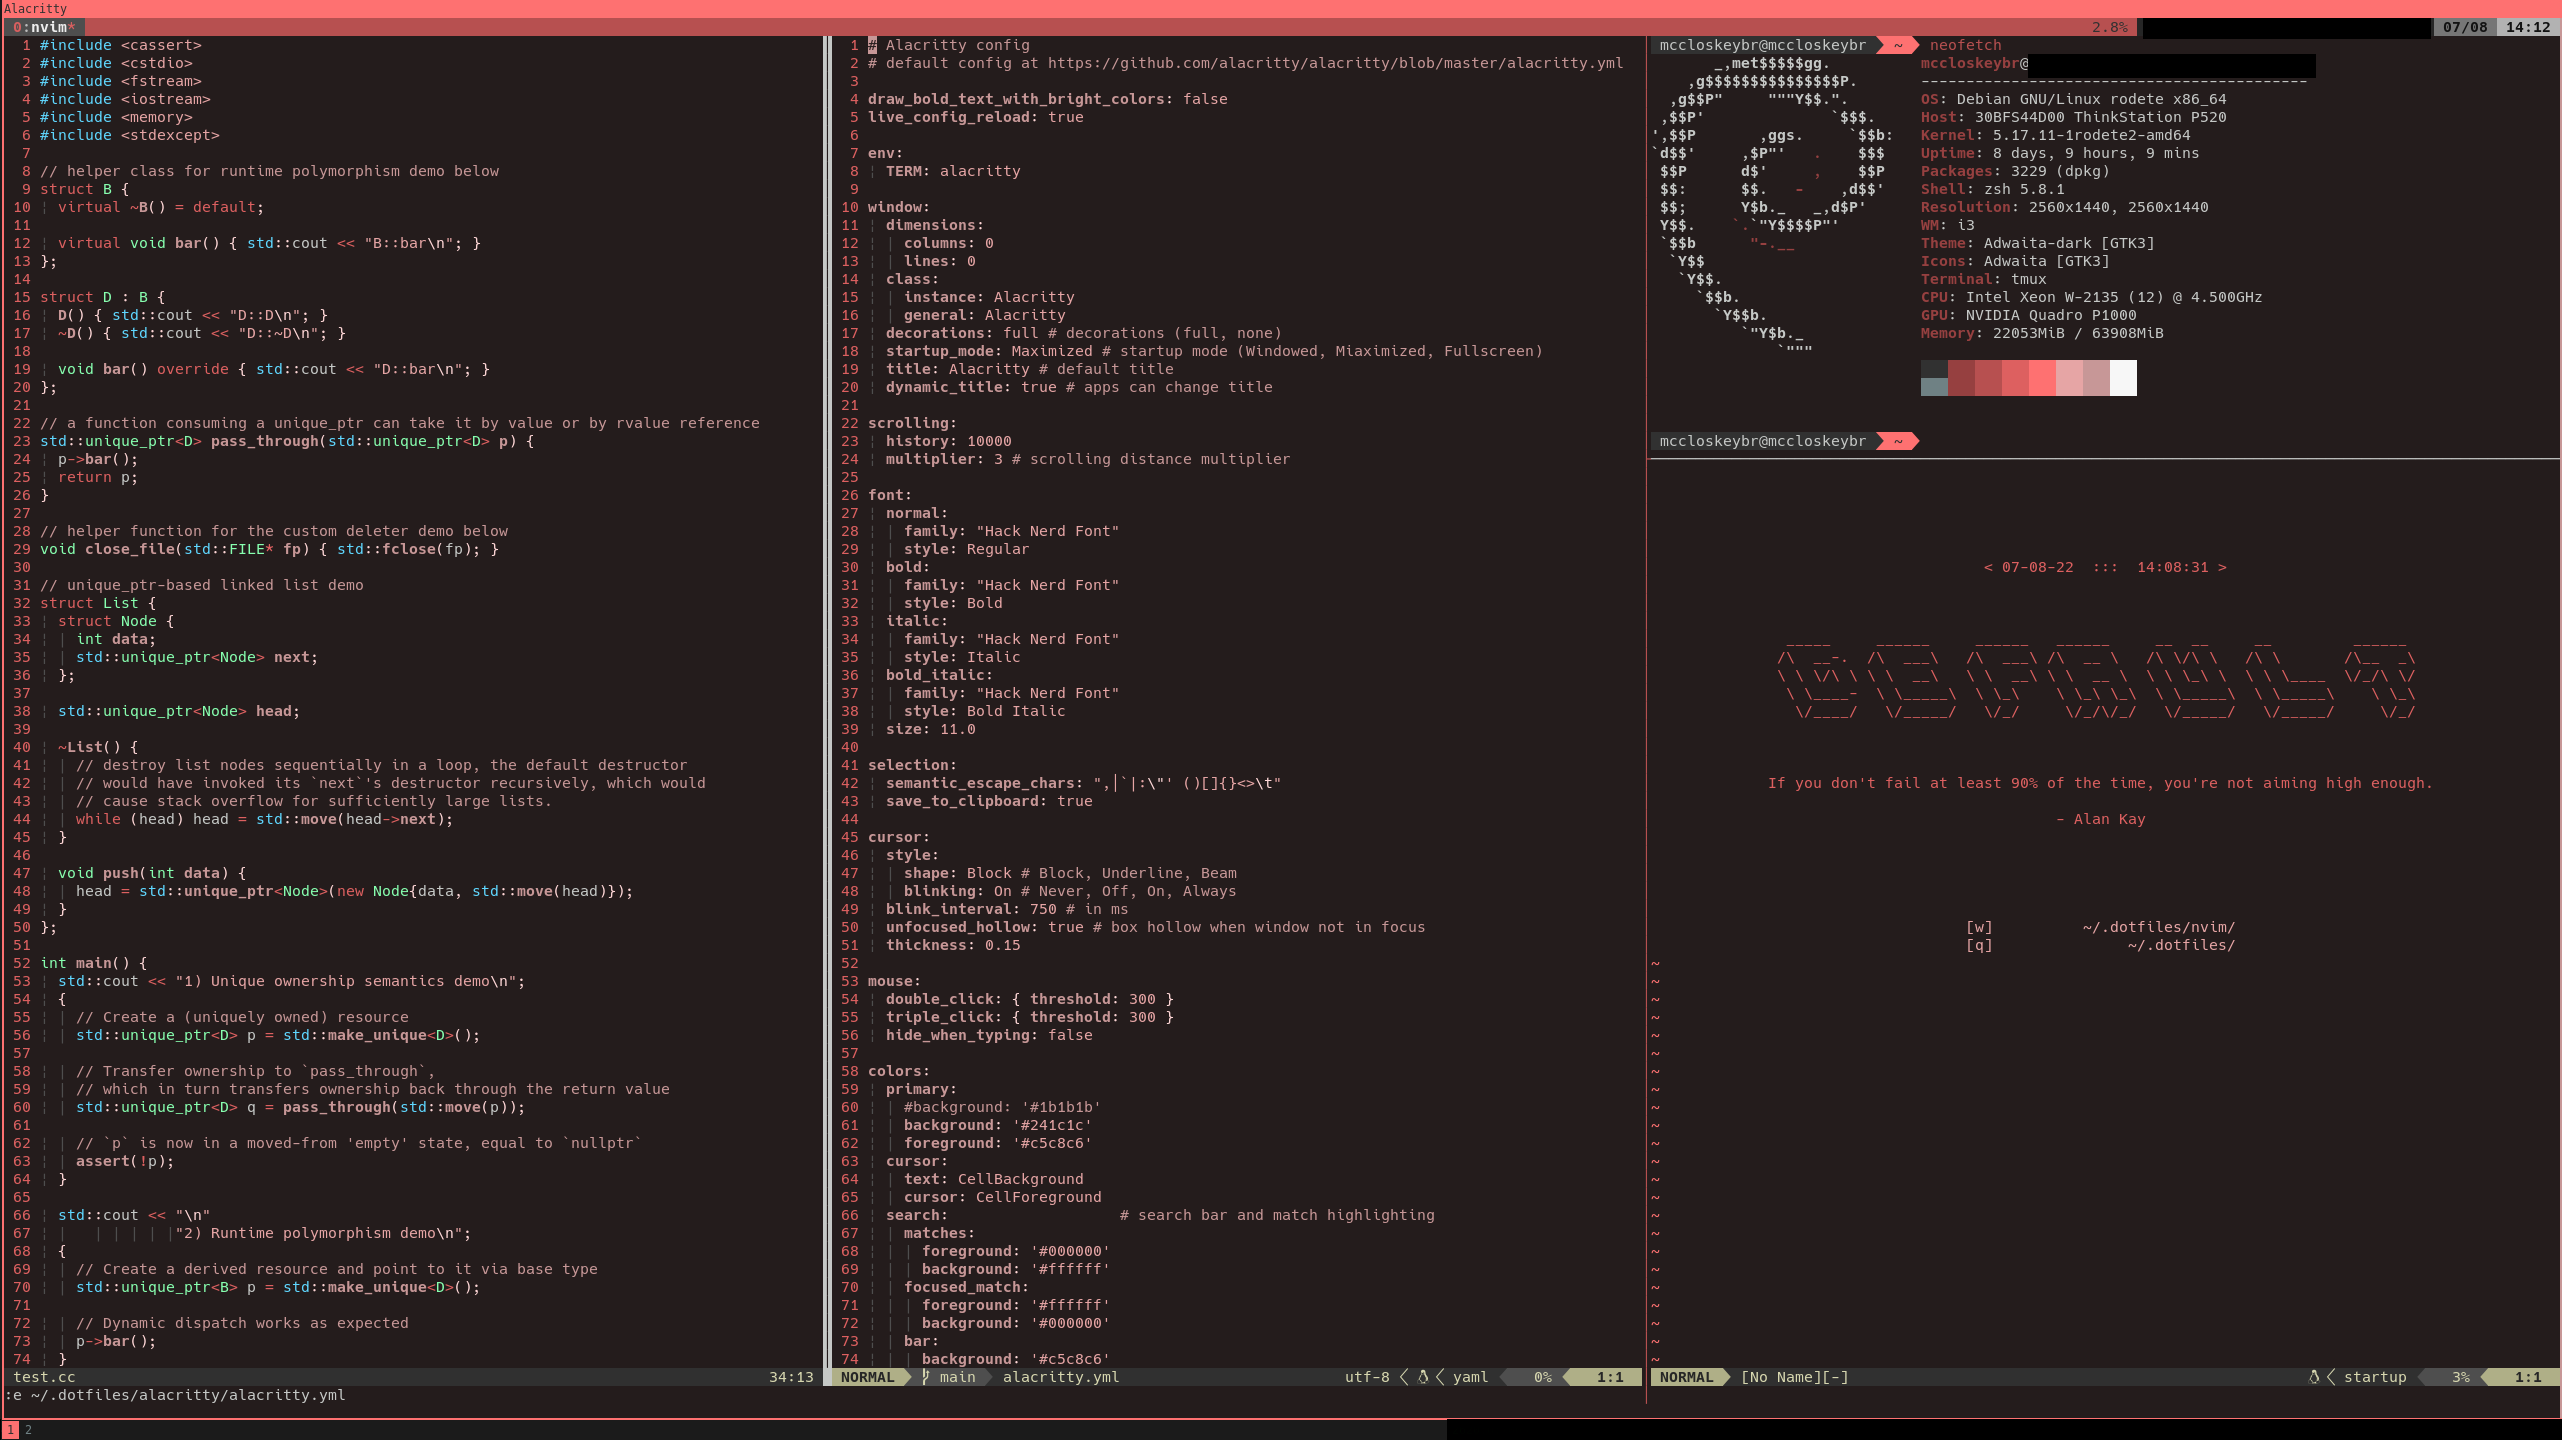 Alacritty
0:nvim*
2.8%
07/08
14:12
1 #include <cassert>
2 #include <cstdio>
3 #include <fstream>
4 #include <iostream>
5 #include <memory>
6 #include <stdexcept>
7
8 // helper class for runtime polymorphism demo below
9 struct B {
10 virtual ~B() = default;
11
12 virtual void bar() { std::cout << "B::bar\n"; }
13 };
14
15 struct D : B {
16 D() { std::cout << "D::D\n"; }
17 ~D() { std::cout << "D::~D\n"; }
18
19 void bar() override { std::cout << "D::bar\n"; }
20 };
21
22 // a function consuming a unique_ptr can take it by value or by rvalue reference
23 std::unique_ptr<D> pass_through(std::unique_ptr<D> p) {
24 p->bar();
25 return p;
26 }
27
28 // helper function for the custom deleter demo below
29 void close_file(std::FILE* fp) { std::fclose(fp); }
30
31 // unique_ptr-based linked list demo
32 struct List {
33 struct Node {
34 int data;
35 std::unique_ptr<Node> next;
36 };
37
38 std::unique_ptr<Node> head;
39
40 ~List() {
41 // destroy list nodes sequentially in a loop, the default destructor
42 // would have invoked its `next`'s destructor recursively, which would
43 // cause stack overflow for sufficiently large lists.
44 while (head) head = std::move(head->next);
45 }
46
47 void push(int data) {
48 head = std::unique_ptr<Node>(new Node{data, std::move(head)});
49 }
50 };
51
52 int main() {
53 std::cout << "1) Unique ownership semantics demo\n";
54 {
55 // Create a (uniquely owned) resource
56 std::unique_ptr<D> p = std::make_unique<D>();
57
58 // Transfer ownership to `pass_through`,
59 // which in turn transfers ownership back through the return value
60 std::unique_ptr<D> q = pass_through(std::move(p));
61
62 // `p` is now in a moved-from 'empty' state, equal to `nullptr`
63 assert(!p);
64 }
65
66 std::cout << "\n"
67 "2) Runtime polymorphism demo\n";
68 {
69 // Create a derived resource and point to it via base type
70 std::unique_ptr<B> p = std::make_unique<D>();
71
72 // Dynamic dispatch works as expected
73 p->bar();
74 }
test.cc 34:13
:e ~/.dotfiles/alacritty/alacritty.yml
1 # Alacritty config
2 # default config at https://github.com/alacritty/alacritty/blob/master/alacritty.yml
3
4 draw_bold_text_with_bright_colors: false
5 live_config_reload: true
6
7 env:
8 TERM: alacritty
9
10 window:
11 dimensions:
12 columns: 0
13 lines: 0
14 class:
15 instance: Alacritty
16 general: Alacritty
17 decorations: full # decorations (full, none)
18 startup_mode: Maximized # startup mode (Windowed, Miaximized, Fullscreen)
19 title: Alacritty # default title
20 dynamic_title: true # apps can change title
21
22 scrolling:
23 history: 10000
24 multiplier: 3 # scrolling distance multiplier
25
26 font:
27 normal:
28 family: "Hack Nerd Font"
29 style: Regular
30 bold:
31 family: "Hack Nerd Font"
32 style: Bold
33 italic:
34 family: "Hack Nerd Font"
35 style: Italic
36 bold_italic:
37 family: "Hack Nerd Font"
38 style: Bold Italic
39 size: 11.0
40
41 selection:
42 semantic_escape_chars: ",│`|:\"' ()[]{}<>\t"
43 save_to_clipboard: true
44
45 cursor:
46 style:
47 shape: Block # Block, Underline, Beam
48 blinking: On # Never, Off, On, Always
49 blink_interval: 750 # in ms
50 unfocused_hollow: true # box hollow when window not in focus
51 thickness: 0.15
52
53 mouse:
54 double_click: { threshold: 300 }
55 triple_click: { threshold: 300 }
56 hide_when_typing: false
57
58 colors:
59 primary:
60 #background: '#1b1b1b'
61 background: '#241c1c'
62 foreground: '#c5c8c6'
63 cursor:
64 text: CellBackground
65 cursor: CellForeground
66 search: # search bar and match highlighting
67 matches:
68 foreground: '#000000'
69 background: '#ffffff'
70 focused_match:
71 foreground: '#ffffff'
72 background: '#000000'
73 bar:
74 background: '#c5c8c6'
NORMAL main alacritty.yml utf-8 yaml 0% 1:1
mccloskeybr@mccloskeybr ~ neofetch
mccloskeybr@
OS: Debian GNU/Linux rodete x86_64
Host: 30BFS44D00 ThinkStation P520
Kernel: 5.17.11-1rodete2-amd64
Uptime: 8 days, 9 hours, 9 mins
Packages: 3229 (dpkg)
Shell: zsh 5.8.1
Resolution: 2560x1440, 2560x1440
WM: i3
Theme: Adwaita-dark [GTK3]
Icons: Adwaita [GTK3]
Terminal: tmux
CPU: Intel Xeon W-2135 (12) @ 4.500GHz
GPU: NVIDIA Quadro P1000
Memory: 22053MiB / 63908MiB
mccloskeybr@mccloskeybr ~
< 07-08-22 ::: 14:08:31 >
DEFAULT
If you don't fail at least 90% of the time, you're not aiming high enough.
- Alan Kay
[w] ~/.dotfiles/nvim/
[q] ~/.dotfiles/
NORMAL [No Name][-] startup 3% 1:1
1 2